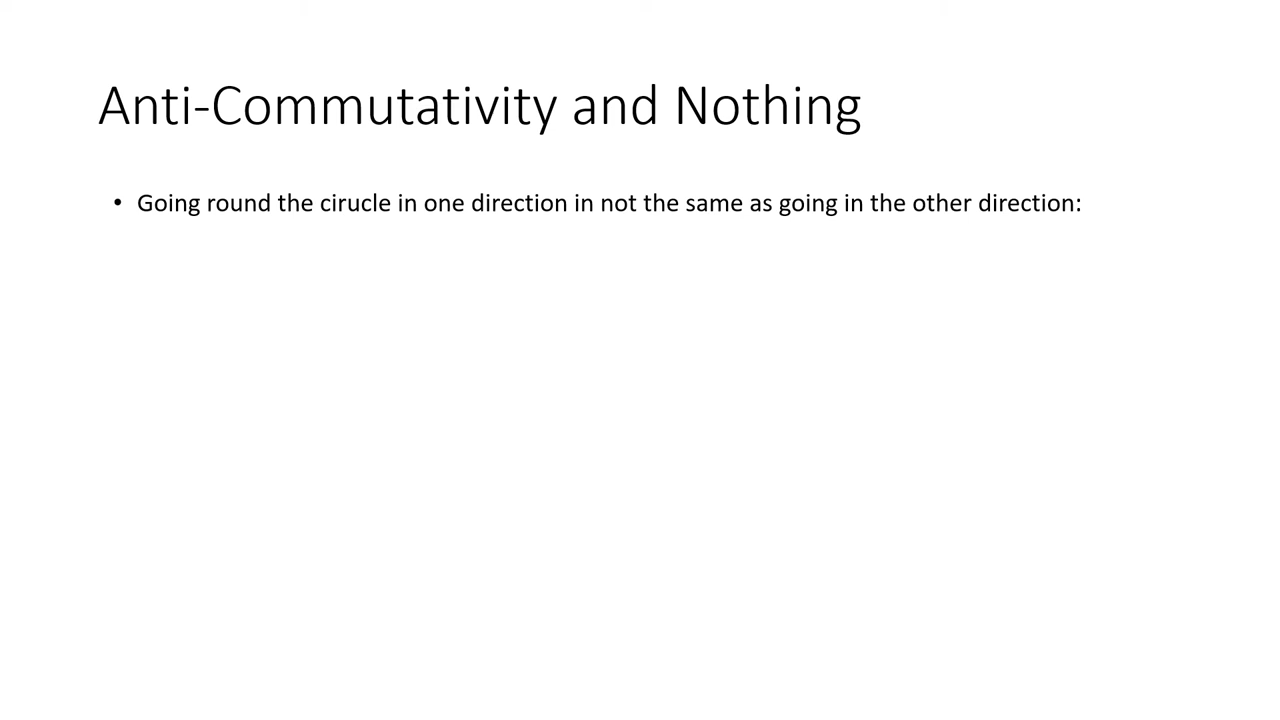 Anti-Commutativity and Nothing
• Going round the cirucle in one direction in not the same as going in the other direction: